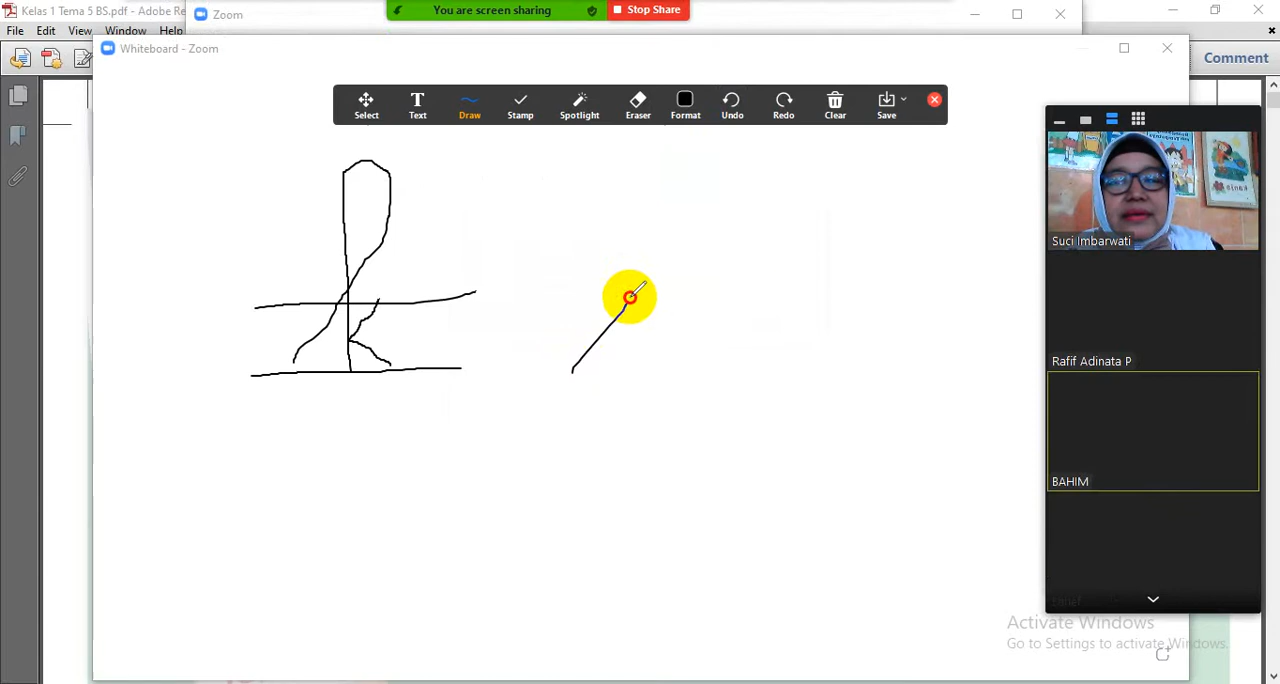 Kelas 1 Tema 5 BS.pdf - Adobe Re
Zoom
You are screen sharing
Stop Share
File Edit View Window Help
Whiteboard - Zoom
Comment
Select Text Draw Stamp Spotlight Eraser Format Undo Redo Clear Save
k
Suci Imbarwati
Rafif Adinata P
BAHIM
Activate Windows
Go to Settings to activate Windows.